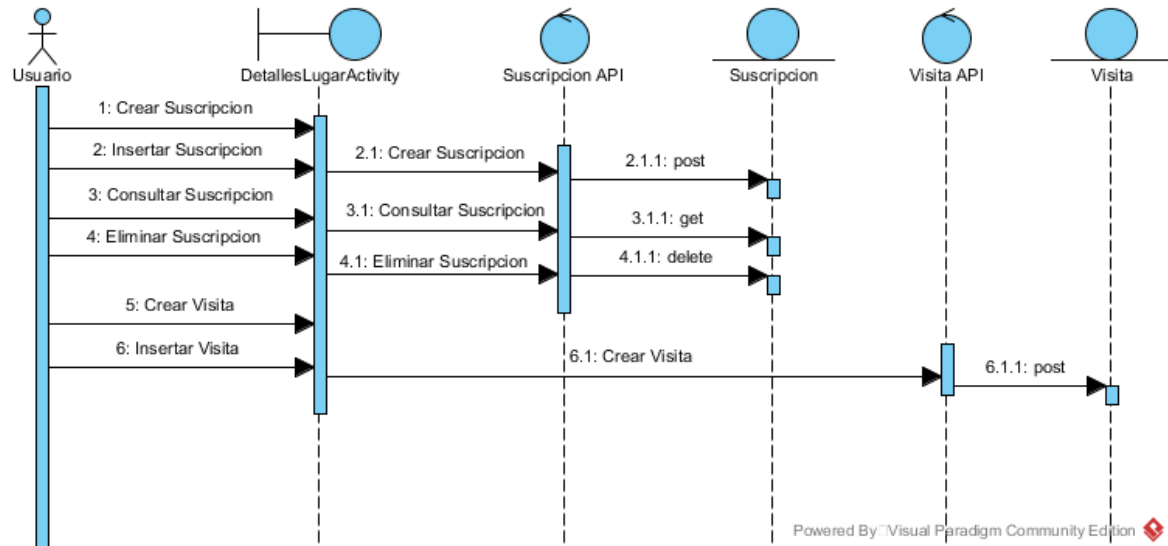 Usuario
DetallesLugarActivity
Suscripcion API
Suscripcion
Visita API
Visita
1: Crear Suscripcion
2: Insertar Suscripcion
2.1: Crear Suscripcion
2.1.1: post
3: Consultar Suscripcion
3.1: Consultar Suscripcion
3.1.1: get
4: Eliminar Suscripcion
4.1: Eliminar Suscripcion
4.1.1: delete
5: Crear Visita
6: Insertar Visita
6.1: Crear Visita
6.1.1: post
Powered By Visual Paradigm Community Edition